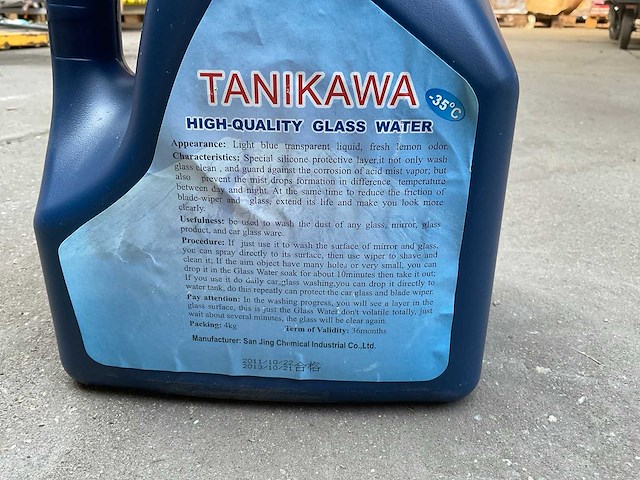 TANIKAWA
-35°C
HIGH-QUALITY GLASS WATER
Appearance: Light blue transparent liquid, fresh lemon odor.
Characteristics: Special silicone protective layer,it not only wash
glass clean , and guard against the corrosion of acid mist vapor; but
also prevent the mist drops formation in difference temperature
between day and night. At the same time to reduce the friction of
blade-wiper and glass, extend its life and make you look more
clearly.
Usefulness: be used to wash the dust of any glass, mirror, glass
product, and car glass ware.
Procedure: If just use it to wash the surface of mirror and glass,
you can spray directly to its surface, then use wiper to shave and
clean it; If the aim object have many holes or very small, you can
drop it in the Glass Water soak for about 10minutes then take it out;
If you use it to daily car glass washing,you can drop it directly to
water tank, do this repeatly can protect the car glass and blade wiper.
Pay attention: In the washing progress, you will see a layer in the
glass surface, this is just the Glass Water don't volatile totally, just
wait about several minutes, the glass will be clear again.
Packing: 4kg Term of Validity: 36months
Manufacturer: San Jing Chemical Industrial Co.,Ltd.
2011/10/22
2013/10/21